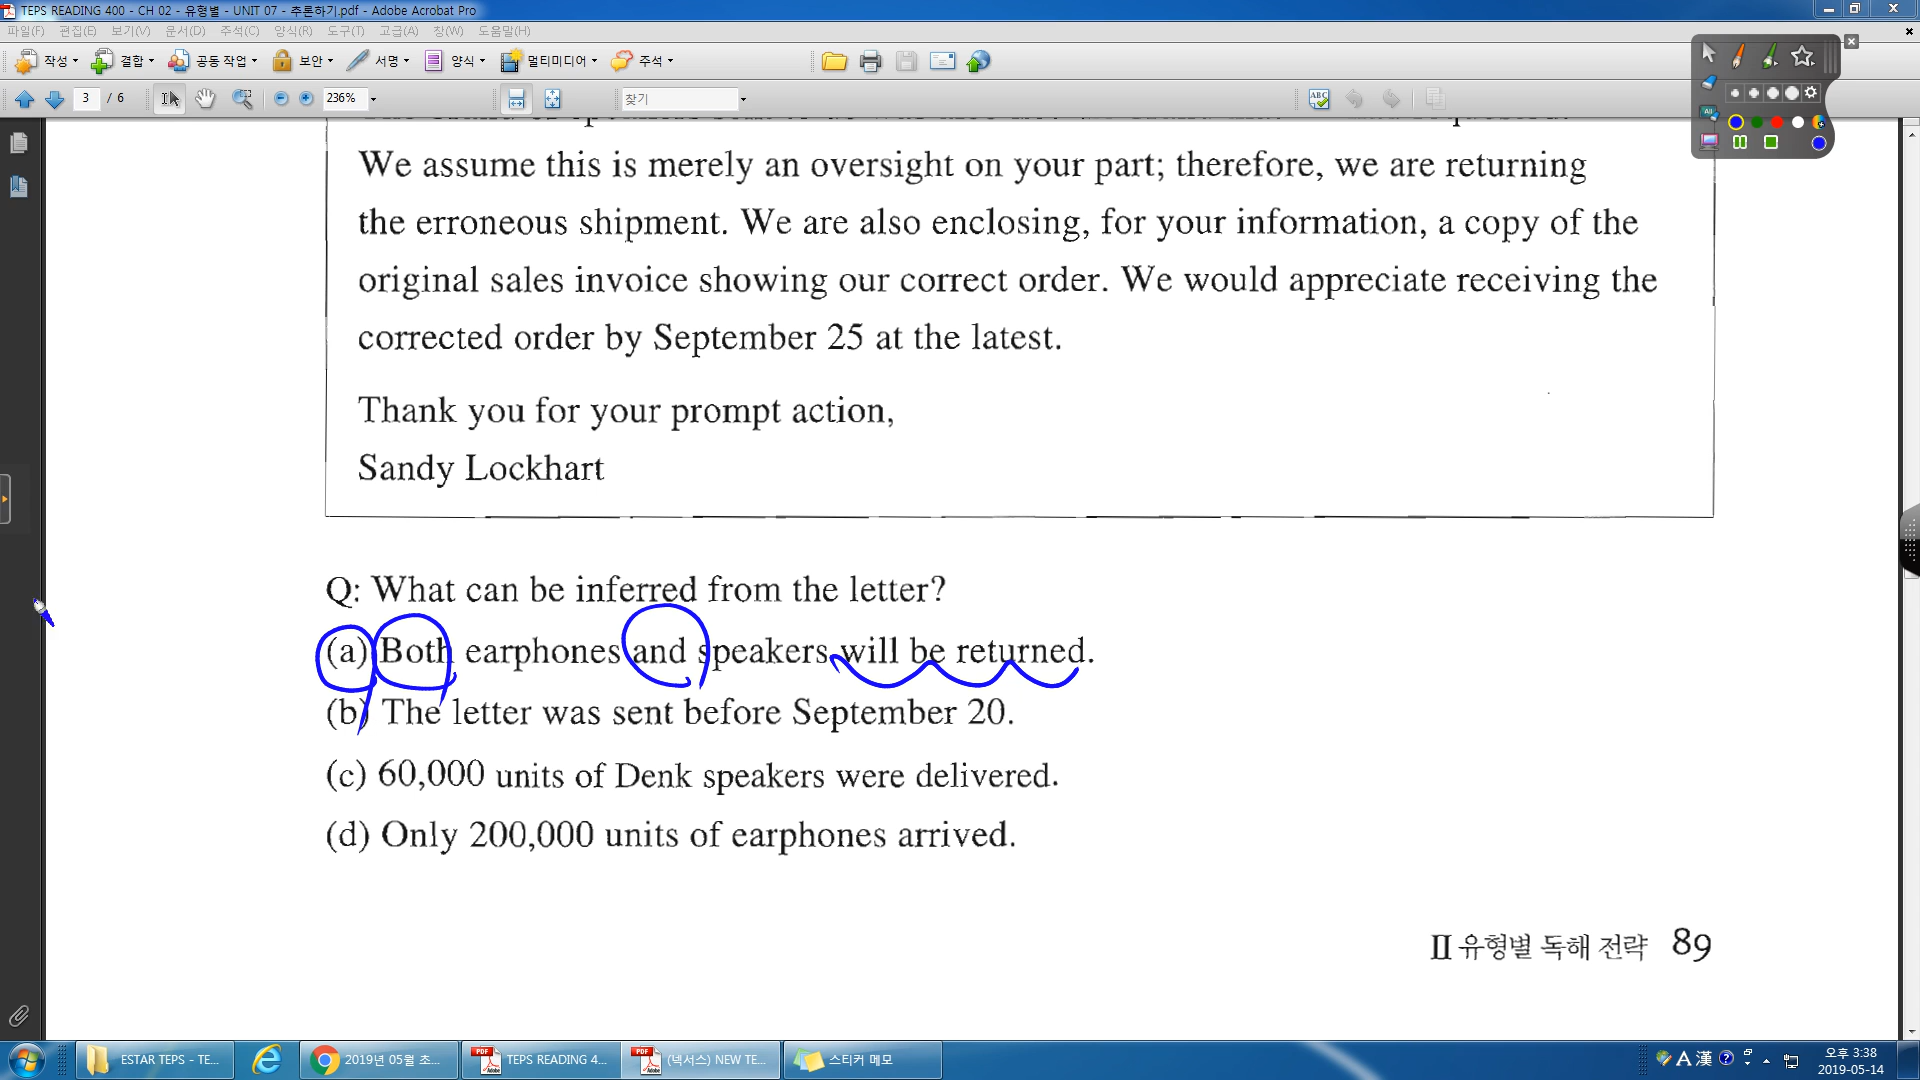 TEPS READING 400 - CH 02 - 유형별 - UNIT 07 - 추론하기.pdf - Adobe Acrobat Pro
파일(F) 편집(E) 보기(V) 문서(D) 주석(C) 양식(R) 도구(T) 고급(A) 창(W) 도움말(H)
작성 결합 공동 작업 보안 서명 양식 멀티미디어 주석
3 / 6 236% 찾기
We assume this is merely an oversight on your part; therefore, we are returning
the erroneous shipment. We are also enclosing, for your information, a copy of the
original sales invoice showing our correct order. We would appreciate receiving the
corrected order by September 25 at the latest.
Thank you for your prompt action,
Sandy Lockhart
Q: What can be inferred from the letter?
(a) Both earphones and speakers will be returned.
(b) The letter was sent before September 20.
(c) 60,000 units of Denk speakers were delivered.
(d) Only 200,000 units of earphones arrived.
II 유형별 독해 전략 89
ESTAR TEPS - TE... 2019년 05월 초... TEPS READING 4... (넥서스) NEW TE... 스티커 메모
A 漢 오후 3:38
2019-05-14